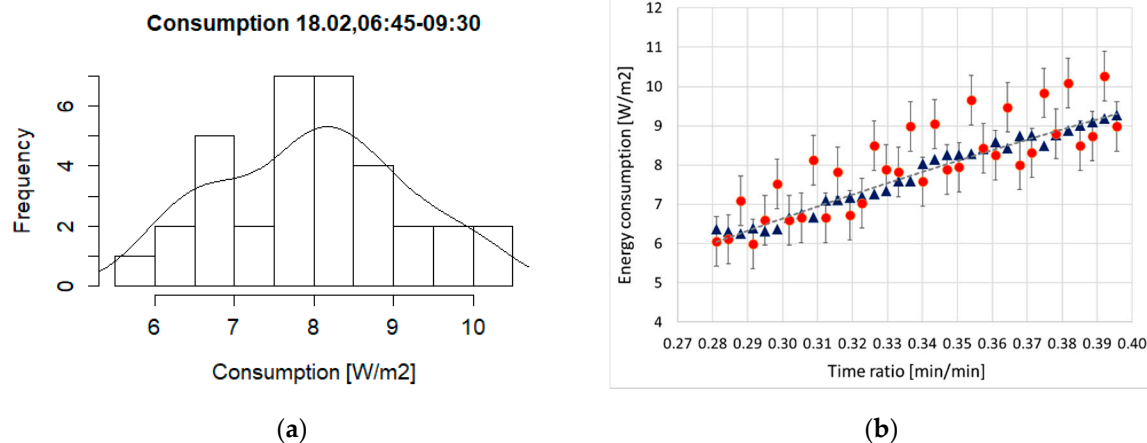 Consumption 18.02,06:45-09:30
Frequency
6
4
2
0
6 7 8 9 10
Consumption [W/m2]
(a)
Energy consumption [W/m2]
12
11
10
9
8
7
6
5
4
0.27 0.28 0.29 0.30 0.31 0.32 0.33 0.34 0.35 0.36 0.37 0.38 0.39 0.40
Time ratio [min/min]
(b)